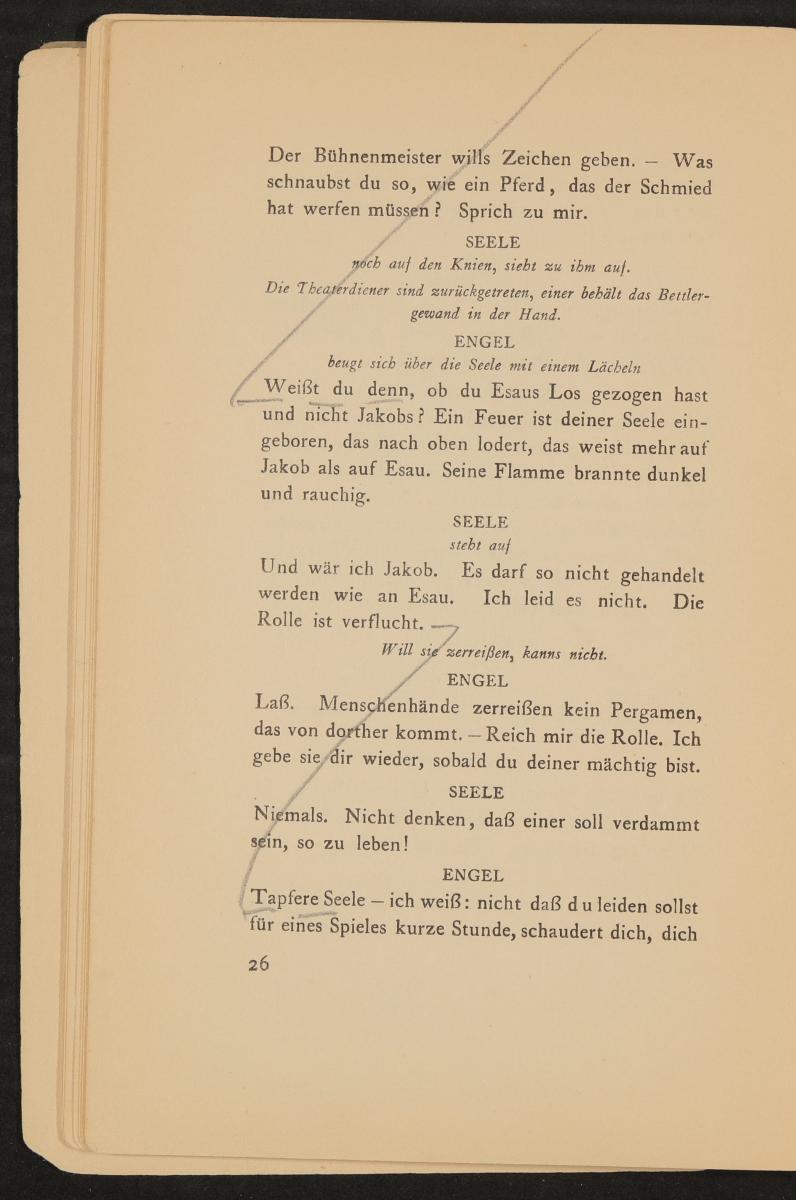 Der Bühnenmeister wills Zeichen geben. — Was
schnaubst du so, wie ein Pferd, das der Schmied
hat werfen müssen? Sprich zu mir.
SEELE
noch auf den Knien, sieht zu ihm auf.
Die Theaterdiener sind zurückgetreten, einer behält das Bettler-
gewand in der Hand.
ENGEL
beugt sich über die Seele mit einem Lächeln
Weißt du denn, ob du Esaus Los gezogen hast
und nicht Jakobs? Ein Feuer ist deiner Seele ein-
geboren, das nach oben lodert, das weist mehr auf
Jakob als auf Esau. Seine Flamme brannte dunkel
und rauchig.
SEELE
steht auf
Und wär ich Jakob. Es darf so nicht gehandelt
werden wie an Esau. Ich leid es nicht. Die
Rolle ist verflucht. —
Will sie zerreißen, kanns nicht.
ENGEL
Laß. Menschenhände zerreißen kein Pergamen,
das von dorther kommt. — Reich mir die Rolle. Ich
gebe sie dir wieder, sobald du deiner mächtig bist.
SEELE
Niemals. Nicht denken, daß einer soll verdammt
sein, so zu leben!
ENGEL
Tapfere Seele — ich weiß: nicht daß du leiden sollst
für eines Spieles kurze Stunde, schaudert dich, dich
26